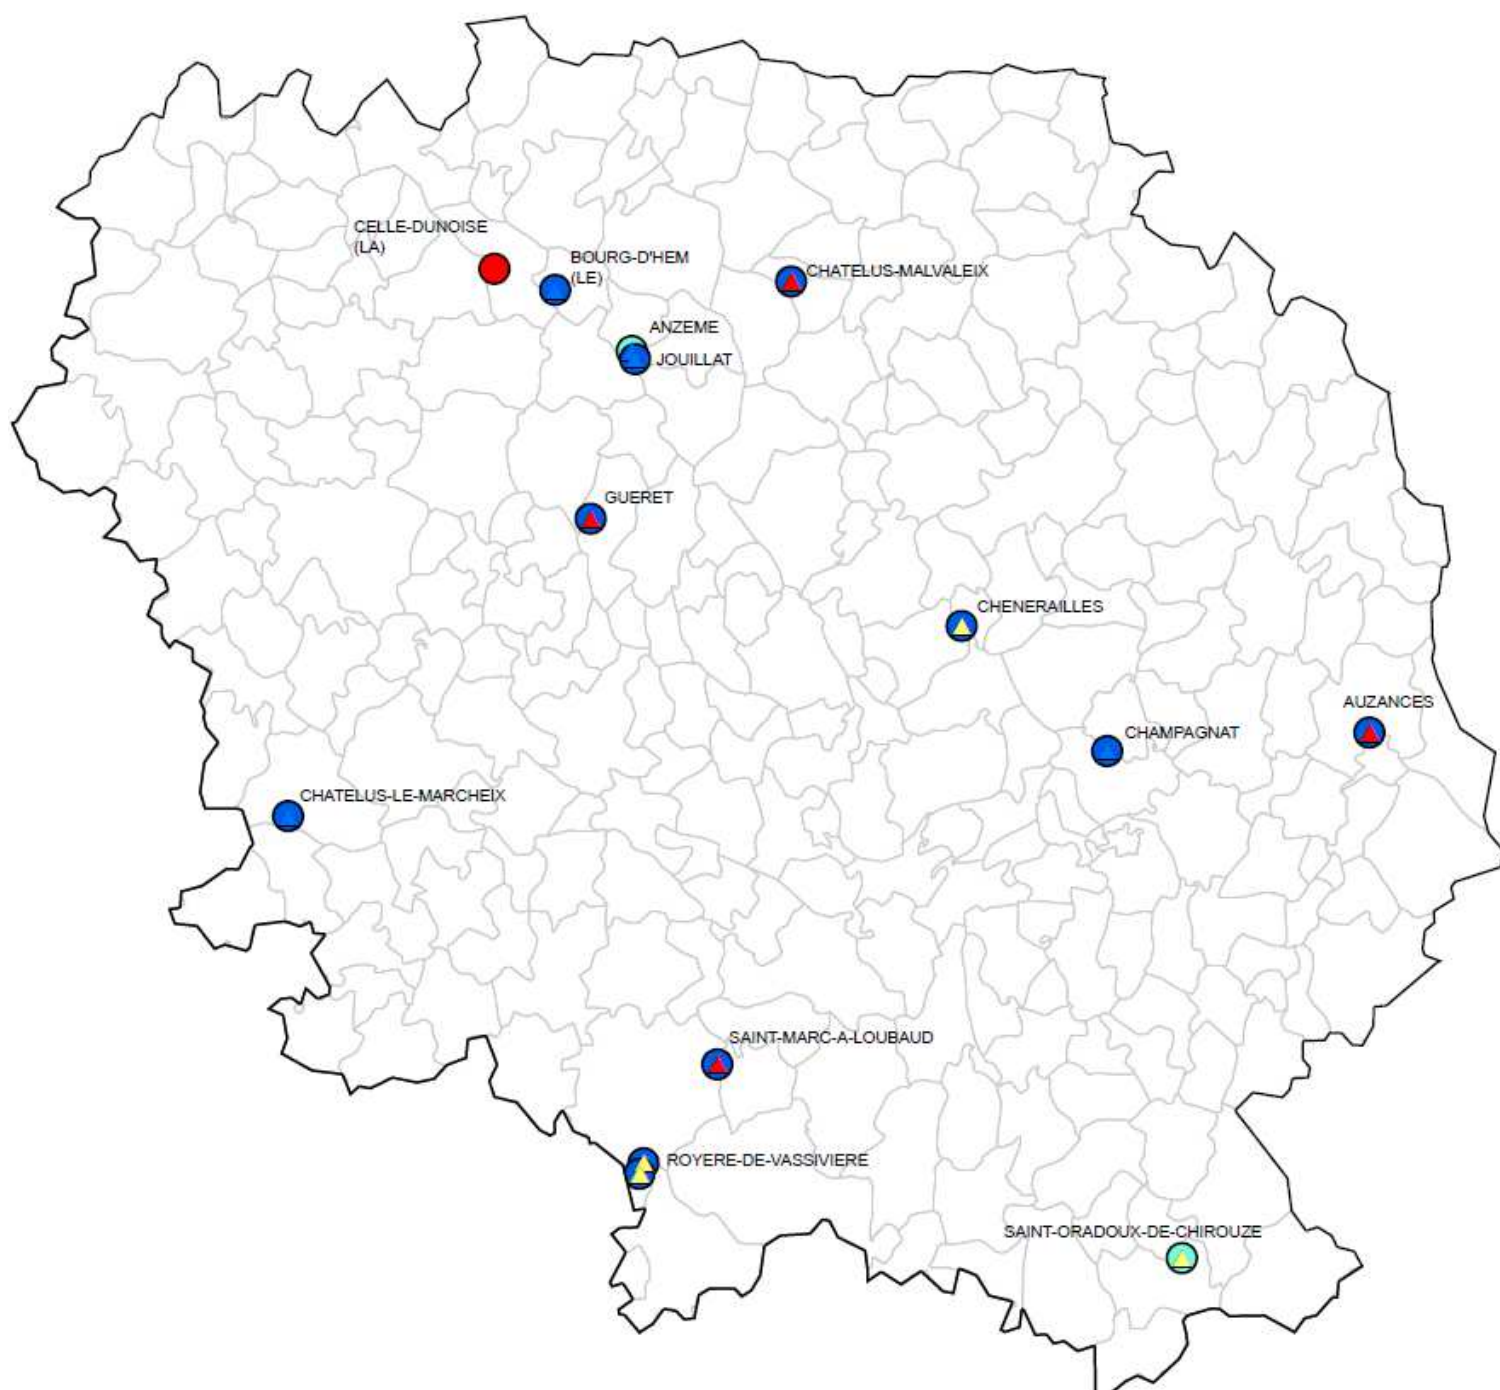 CELLE-DUNOISE
(LA)
BOURG-D'HEM
(LE)
CHATELUS-MALVALEIX
ANZEME
JOUILLAT
GUERET
CHENERAILLES
AUZANCES
CHAMPAGNAT
CHATELUS-LE-MARCHEIX
SAINT-MARC-A-LOUBAUD
ROYERE-DE-VASSIVIERE
SAINT-ORADOUX-DE-CHIROUZE